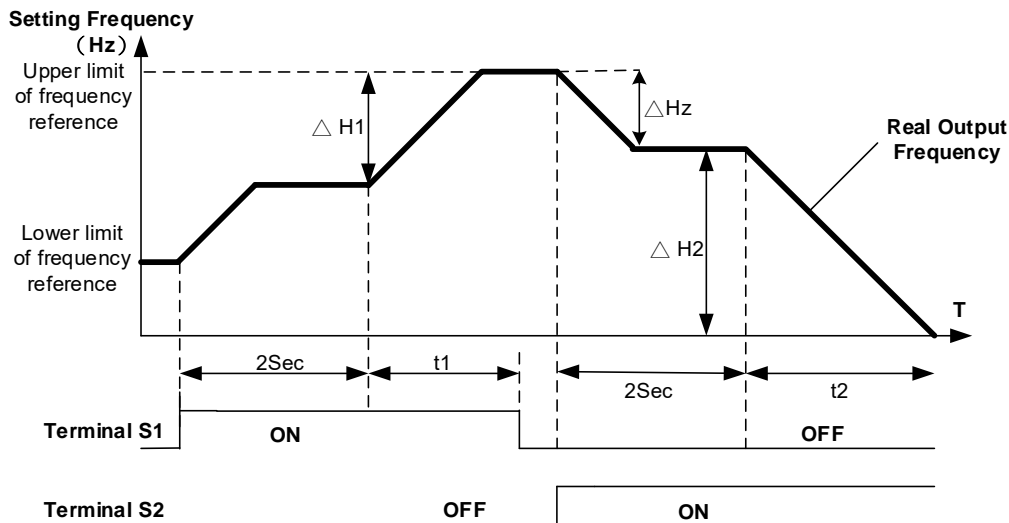 Setting Frequency
（Hz）
Upper limit
of frequency
reference
△ H1
△Hz
Real Output
Frequency
Lower limit
of frequency
reference
△ H2
T
2Sec
t1
2Sec
t2
Terminal S1
ON
OFF
Terminal S2
OFF
ON